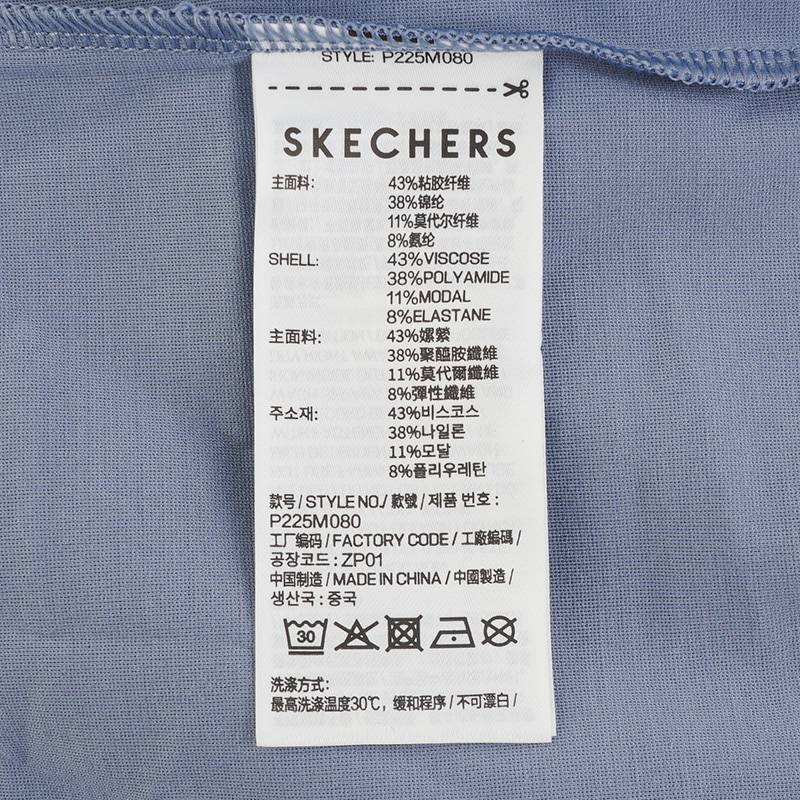 STYLE: P225M080
SKECHERS
主面料: 43%粘胶纤维
38%锦纶
11%莫代尔纤维
8%氨纶
SHELL: 43%VISCOSE
38%POLYAMIDE
11%MODAL
8%ELASTANE
主面料: 43%嫘縈
38%聚醯胺纖維
11%莫代爾纖維
8%彈性纖維
주소재: 43%비스코스
38%나일론
11%모달
8%폴리우레탄
款号/STYLE NO./款號/제품 번호:
P225M080
工厂编码/FACTORY CODE/工廠編碼/
공장코드:ZP01
中国制造/MADE IN CHINA/中國製造/
생산국:중국
30
洗涤方式:
最高洗涤温度30℃,缓和程序/不可漂白/